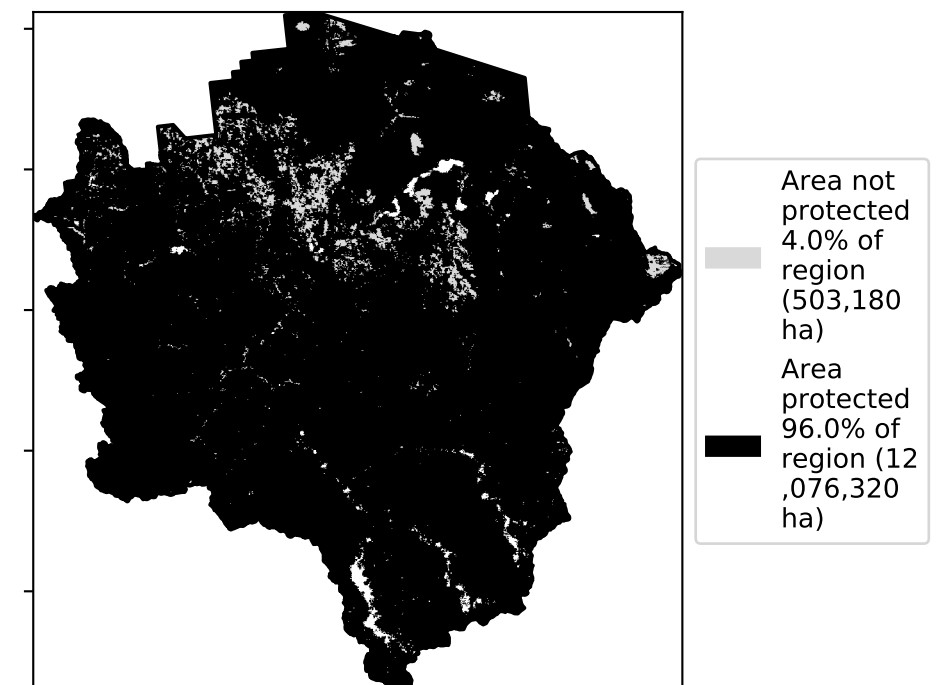 Area not
protected
4.0% of
region
(503,180
ha)
Area
protected
96.0% of
region (12
,076,320
ha)